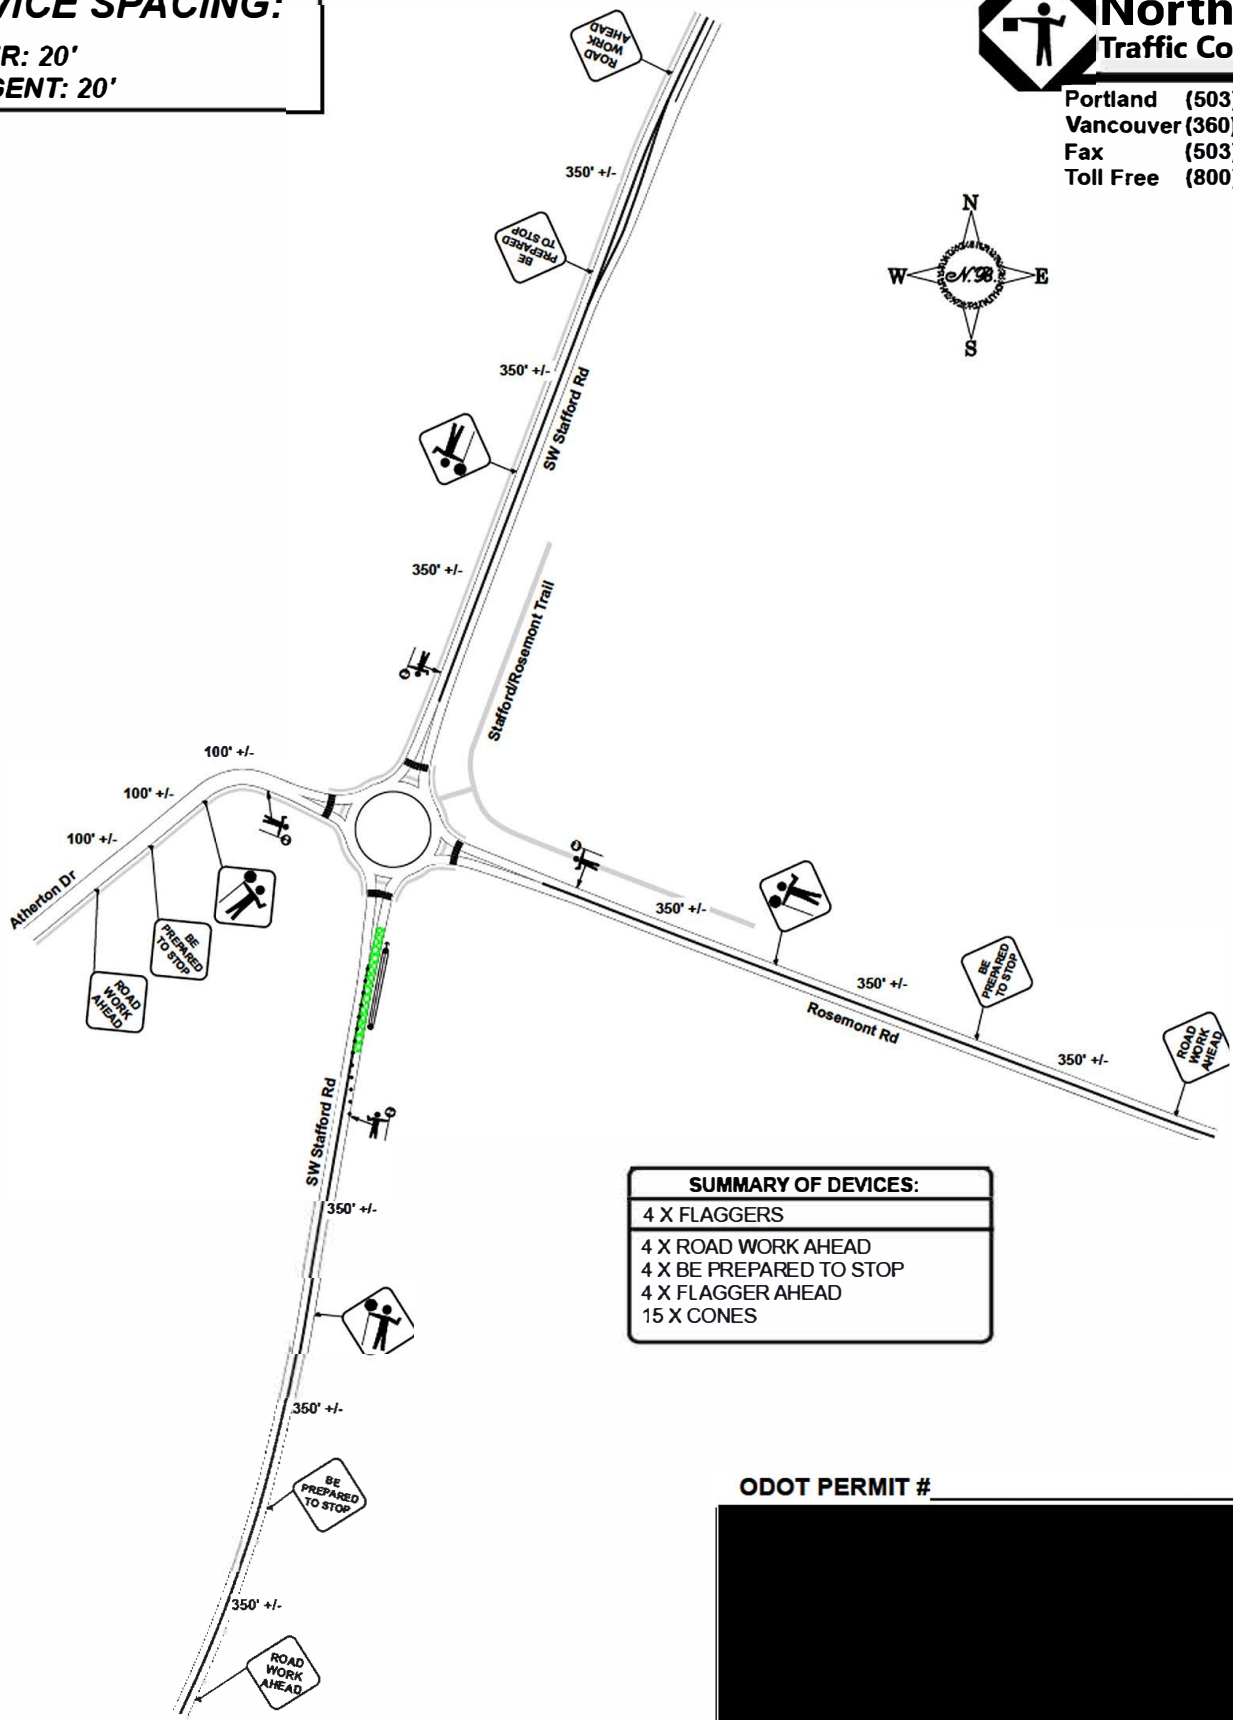 VICE SPACING:
R: 20'
GENT: 20'
North
Traffic Co
Portland (503)
Vancouver (360)
Fax (503)
Toll Free (800)
N
W
E
S
N.B.
ROAD
WORK
AHEAD
350' +/-
BE
PREPARED
TO STOP
350' +/-
SW Stafford Rd
350' +/-
Stafford/Rosemont Trail
100' +/-
100' +/-
100' +/-
Atherton Dr
BE
PREPARED
TO STOP
ROAD
WORK
AHEAD
350' +/-
350' +/-
Rosemont Rd
BE
PREPARED
TO STOP
350' +/-
ROAD
WORK
AHEAD
SW Stafford Rd
350' +/-
350' +/-
BE
PREPARED
TO STOP
350' +/-
ROAD
WORK
AHEAD
SUMMARY OF DEVICES:
4 X FLAGGERS
4 X ROAD WORK AHEAD
4 X BE PREPARED TO STOP
4 X FLAGGER AHEAD
15 X CONES
ODOT PERMIT #